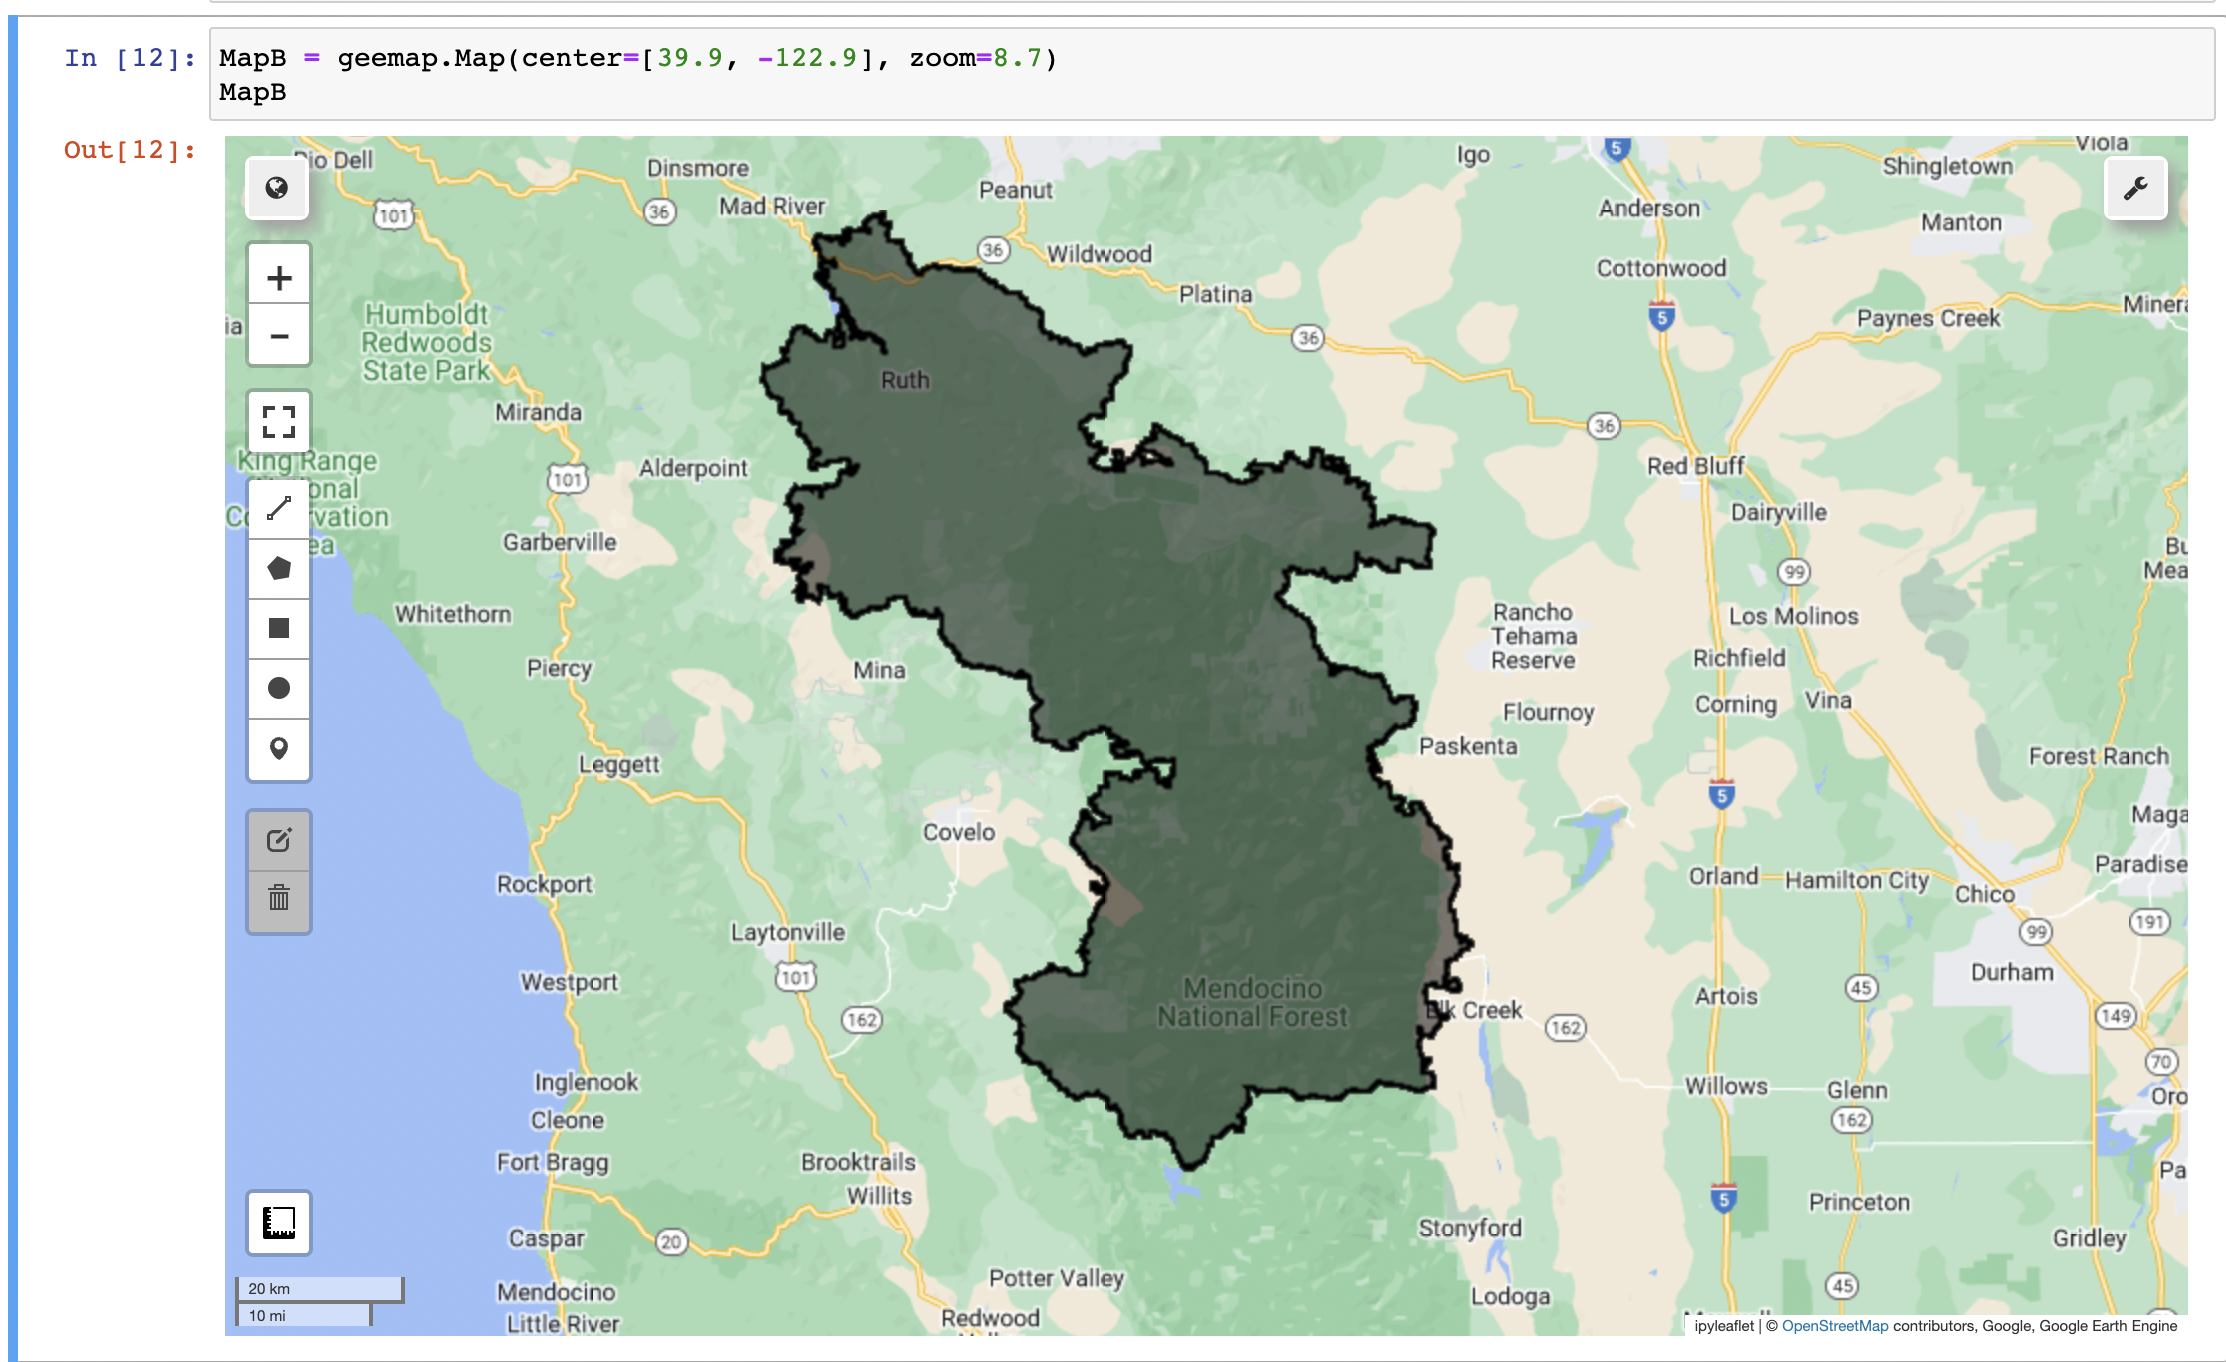 In [12]:
MapB = geemap.Map(center=[39.9, -122.9], zoom=8.7)
MapB
Out[12]:
Rio Dell
Dinsmore
Peanut
Igo
5
Shingletown
Viola
101
36
Mad River
Anderson
Manton
36
Wildwood
Cottonwood
Platina
5
Paynes Creek
Minera
ia
Humboldt
Redwoods
State Park
36
Ruth
Miranda
36
King Range
Alderpoint
Red Bluff
101
Dairyville
Garberville
Bu
Mea
99
Whitethorn
Rancho
Tehama
Reserve
Los Molinos
Piercy
Mina
Richfield
Corning
Vina
Flournoy
Paskenta
Leggett
Forest Ranch
5
Maga
Covelo
Paradise
Rockport
Orland
Hamilton City
Chico
Laytonville
99
191
101
Westport
Durham
Mendocino
National Forest
45
Artois
Elk Creek
162
162
149
70
Inglenook
Willows
Glenn
Oro
Cleone
162
Fort Bragg
Brooktrails
Pa
Willits
5
Princeton
Caspar
20
Stonyford
Gridley
20 km
Mendocino
Potter Valley
45
Lodoga
10 mi
Little River
Redwood
ipyleaflet | © OpenStreetMap contributors, Google, Google Earth Engine